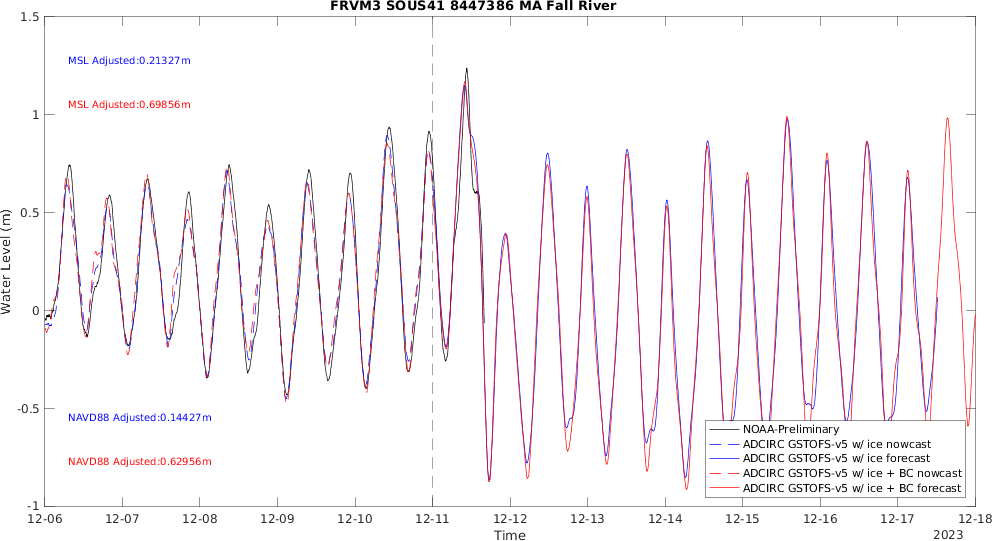 FRVM3 SOUS41 8447386 MA Fall River
1.5
1
0.5
0
-0.5
-1
Water Level (m)
MSL Adjusted:0.21327m
MSL Adjusted:0.69856m
NAVD88 Adjusted:0.14427m
NAVD88 Adjusted:0.62956m
NOAA-Preliminary
ADCIRC GSTOFS-v5 w/ ice nowcast
ADCIRC GSTOFS-v5 w/ ice forecast
ADCIRC GSTOFS-v5 w/ ice + BC nowcast
ADCIRC GSTOFS-v5 w/ ice + BC forecast
12-06 12-07 12-08 12-09 12-10 12-11 12-12 12-13 12-14 12-15 12-16 12-17 12-18
Time
2023